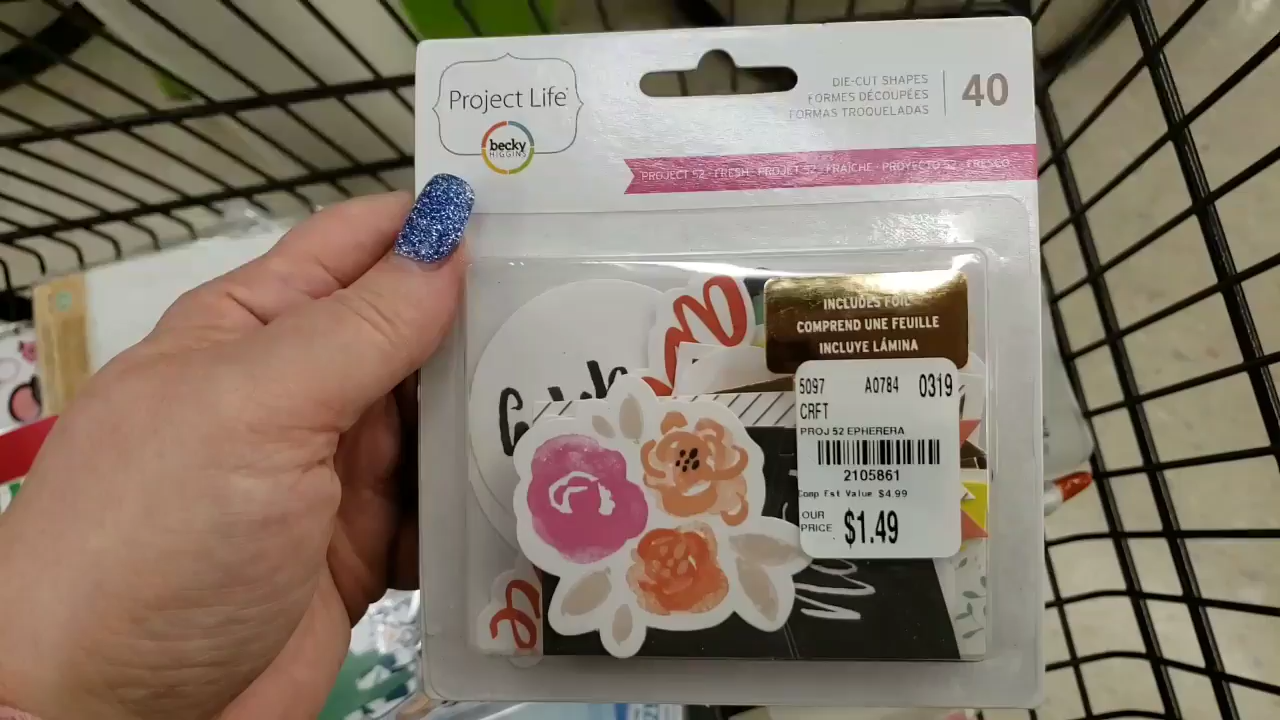 Project Life™
becky
HIGGINS
DIE-CUT SHAPES
FORMES DÉCOUPÉES
FORMAS TROQUELADAS
40
PROJECT 52 - FRESH · PROJET 52 - FRAÎCHE · PROYECTO 52 - FRESCO
INCLUDES FOIL
COMPREND UNE FEUILLE
INCLUYE LÁMINA
5097 A0784 0319
CRFT
PROJ 52 EPHERERA
2105861
Comp Est Value $4.99
OUR
PRICE $1.49